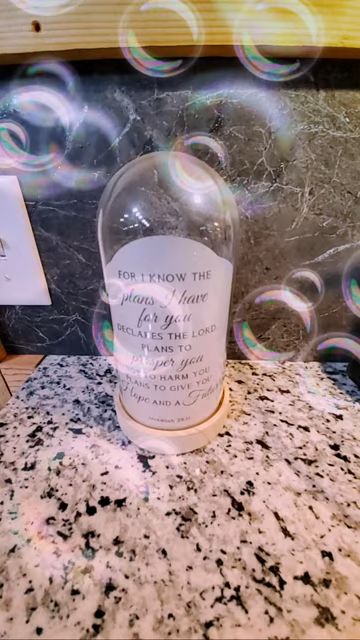 FOR I KNOW THE
plans I have
for you
DECLARES THE LORD
PLANS TO
prosper you
TO HARM YOU
PLANS TO GIVE YOU
Hope AND A Future